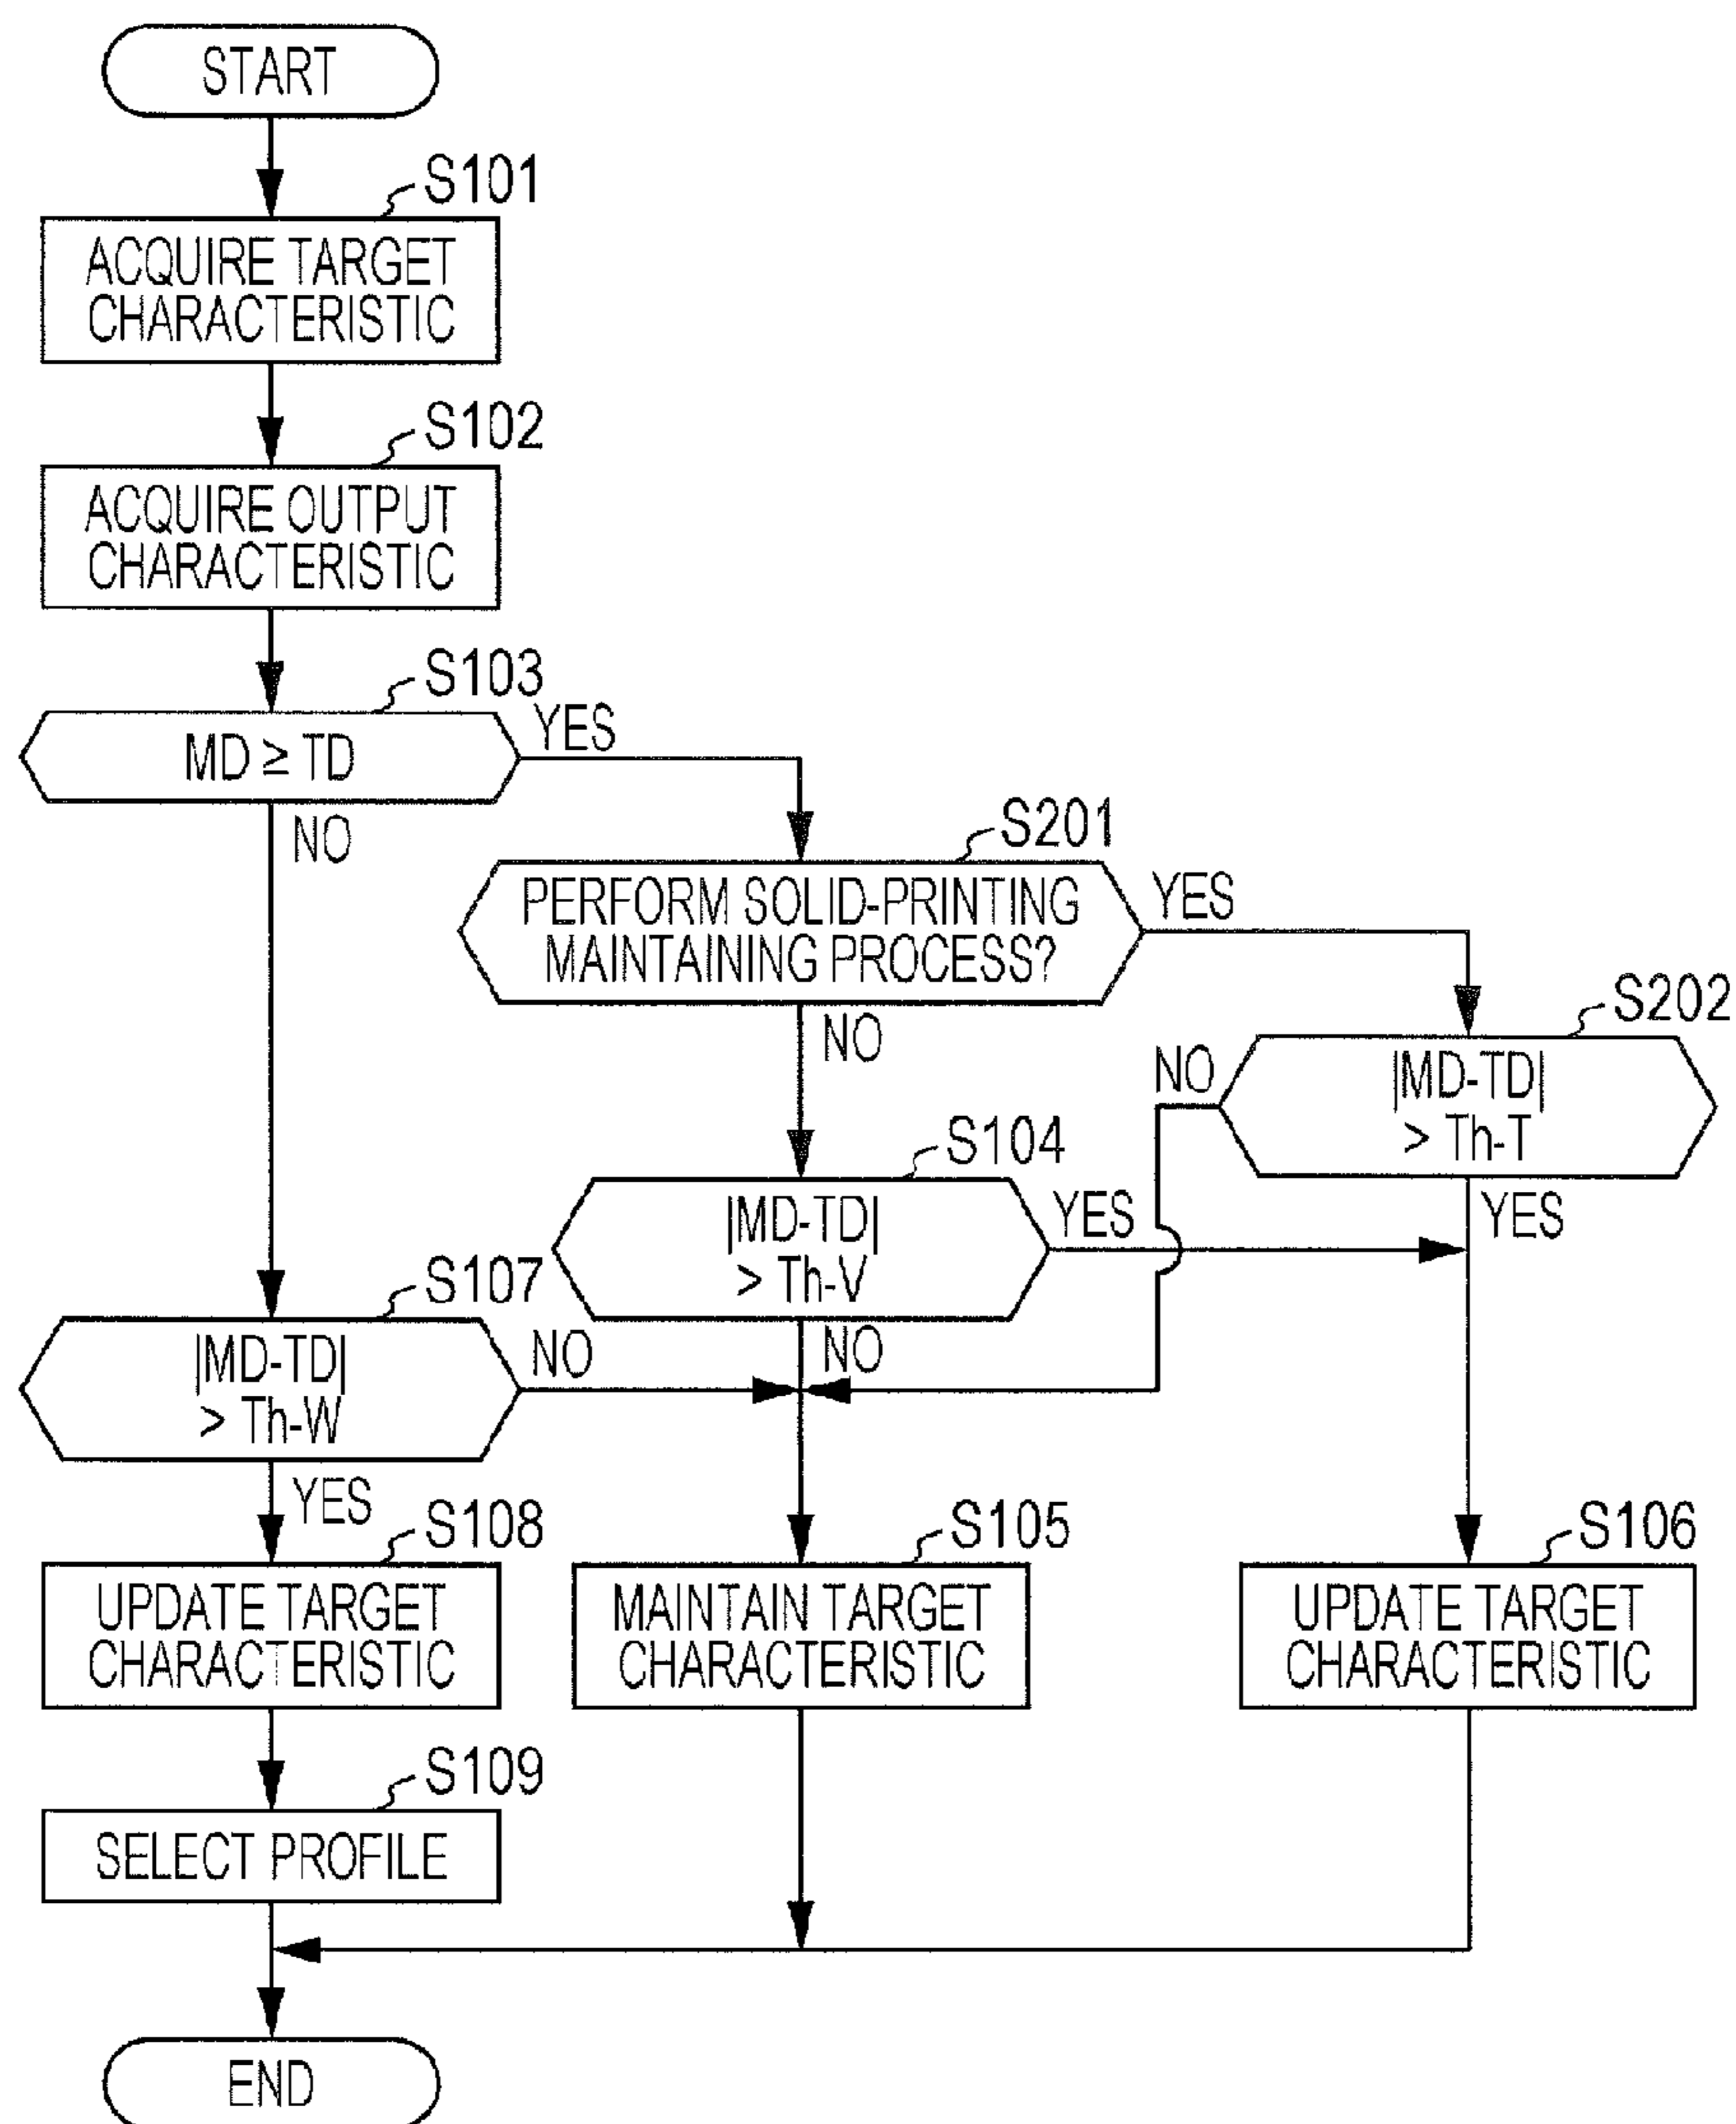 START
S101
ACQUIRE TARGET
CHARACTERISTIC
S102
ACQUIRE OUTPUT
CHARACTERISTIC
S103
MD ≥ TD
YES
NO
S201
PERFORM SOLID-PRINTING
MAINTAINING PROCESS?
YES
NO
S202
|MD-TD|
> Th-T
NO
YES
S104
|MD-TD|
> Th-V
YES
NO
S107
|MD-TD|
> Th-W
NO
YES
S108
UPDATE TARGET
CHARACTERISTIC
S105
MAINTAIN TARGET
CHARACTERISTIC
S106
UPDATE TARGET
CHARACTERISTIC
S109
SELECT PROFILE
END